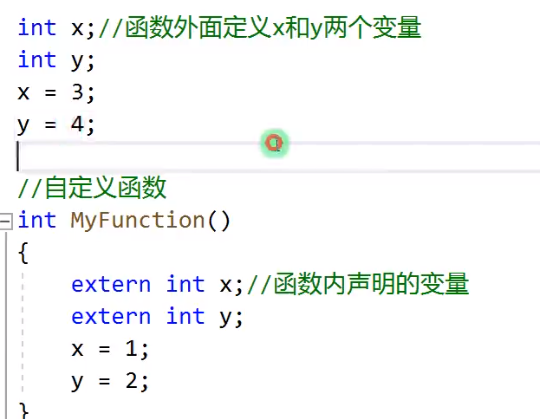 int x;//函数外面定义x和y两个变量
int y;
x = 3;
y = 4;
//自定义函数
int MyFunction()
{
extern int x;//函数内声明的变量
extern int y;
x = 1;
y = 2;
}